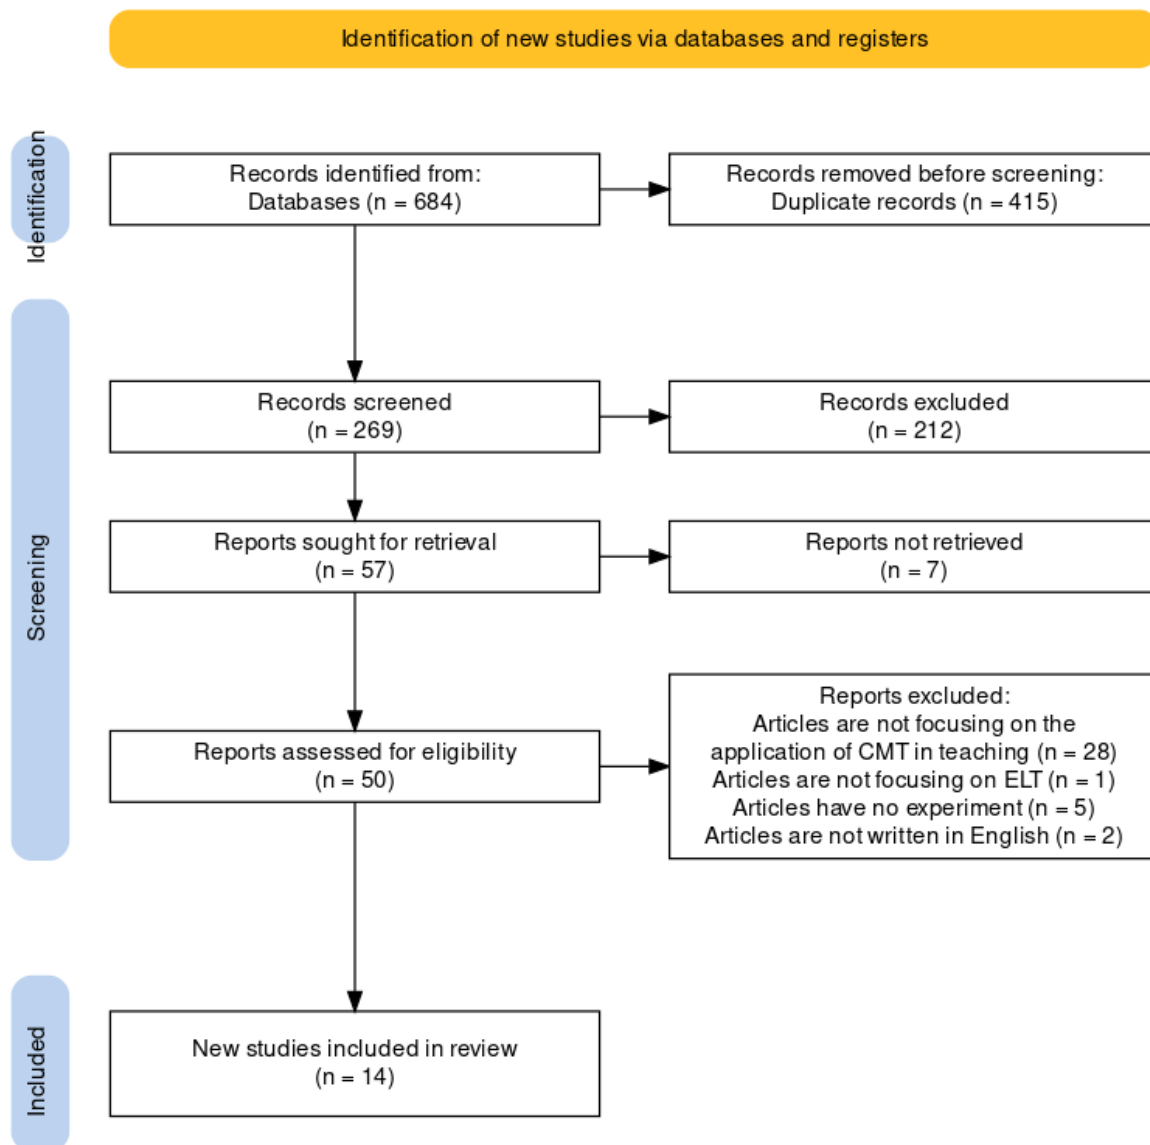 Identification of new studies via databases and registers
Identification
Records identified from:
Databases (n = 684)
Records removed before screening:
Duplicate records (n = 415)
Screening
Records screened
(n = 269)
Records excluded
(n = 212)
Reports sought for retrieval
(n = 57)
Reports not retrieved
(n = 7)
Reports assessed for eligibility
(n = 50)
Reports excluded:
Articles are not focusing on the
application of CMT in teaching (n = 28)
Articles are not focusing on ELT (n = 1)
Articles have no experiment (n = 5)
Articles are not written in English (n = 2)
Included
New studies included in review
(n = 14)